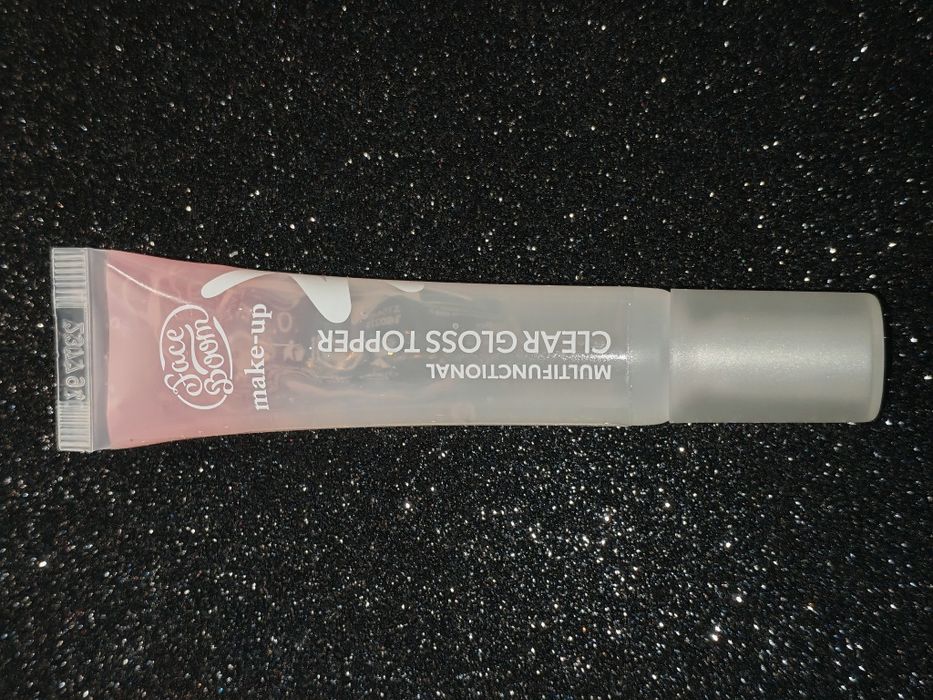 Face
Boom
make-up
MULTIFUNCTIONAL
CLEAR GLOSS TOPPER